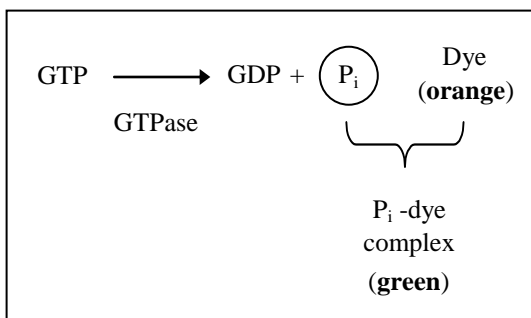 GTP GDP + Pi Dye
(orange)
GTPase
Pi -dye
complex
(green)